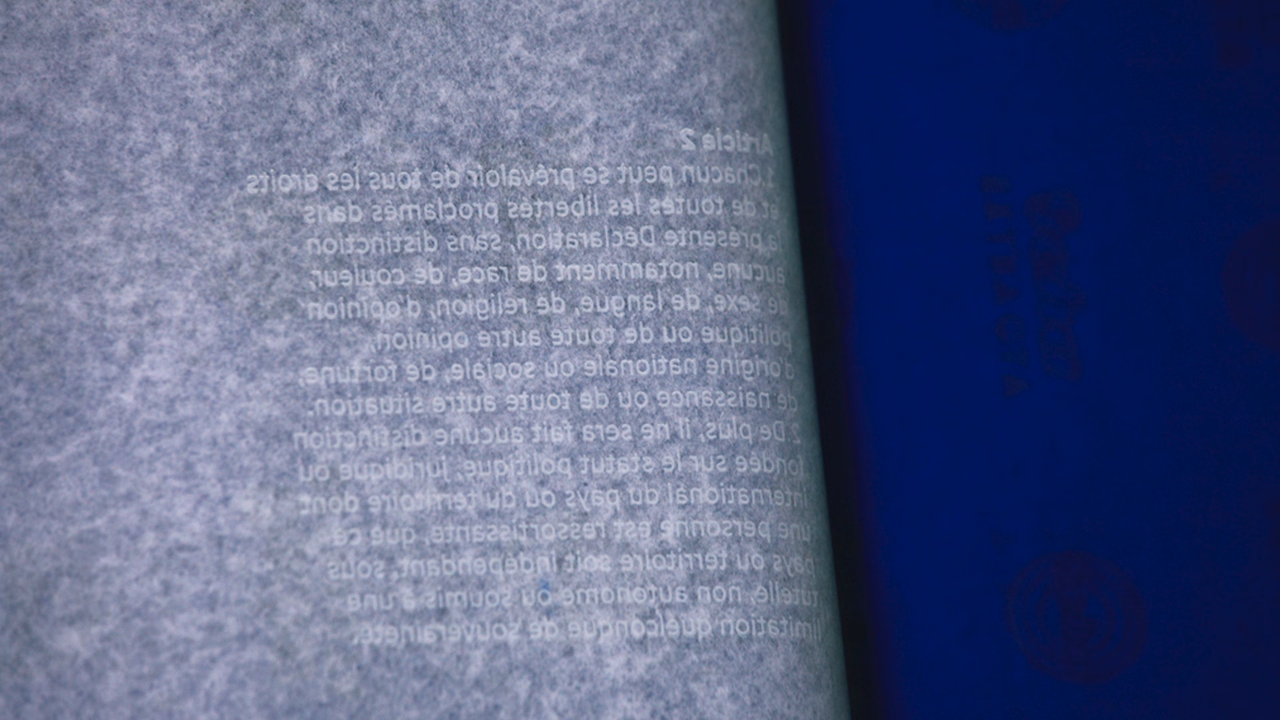 Article 2
1.Chacun peut se prévaloir de tous les droits
et de toutes les libertés proclamés dans
la présente Déclaration, sans distinction
aucune, notamment de race, de couleur,
de sexe, de langue, de religion, d'opinion
politique ou de toute autre opinion,
d'origine nationale ou sociale, de fortune,
de naissance ou de toute autre situation.
2 De plus, il ne sera fait aucune distinction
fondée sur le statut politique, juridique ou
international du pays ou du territoire dont
une personne est ressortissante, que ce
pays ou territoire soit indépendant, sous
tutelle, non autonome ou soumis à une
limitation quelconque de souveraineté.